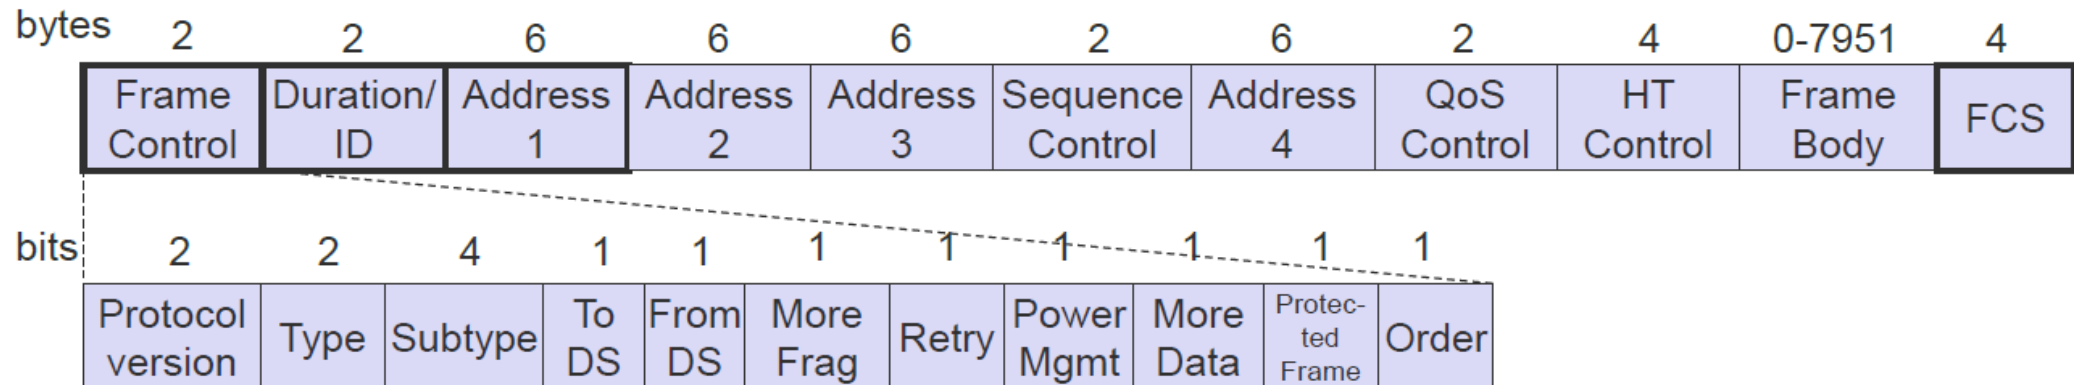 bytes 2 2 6 6 6 2 6 2 4 0-7951 4
Frame Control Duration/ ID Address 1 Address 2 Address 3 Sequence Control Address 4 QoS Control HT Control Frame Body FCS
bits 2 2 4 1 1 1 1 1 1 1 1
Protocol version Type Subtype To DS From DS More Frag Retry Power Mgmt More Data Protec- ted Frame Order